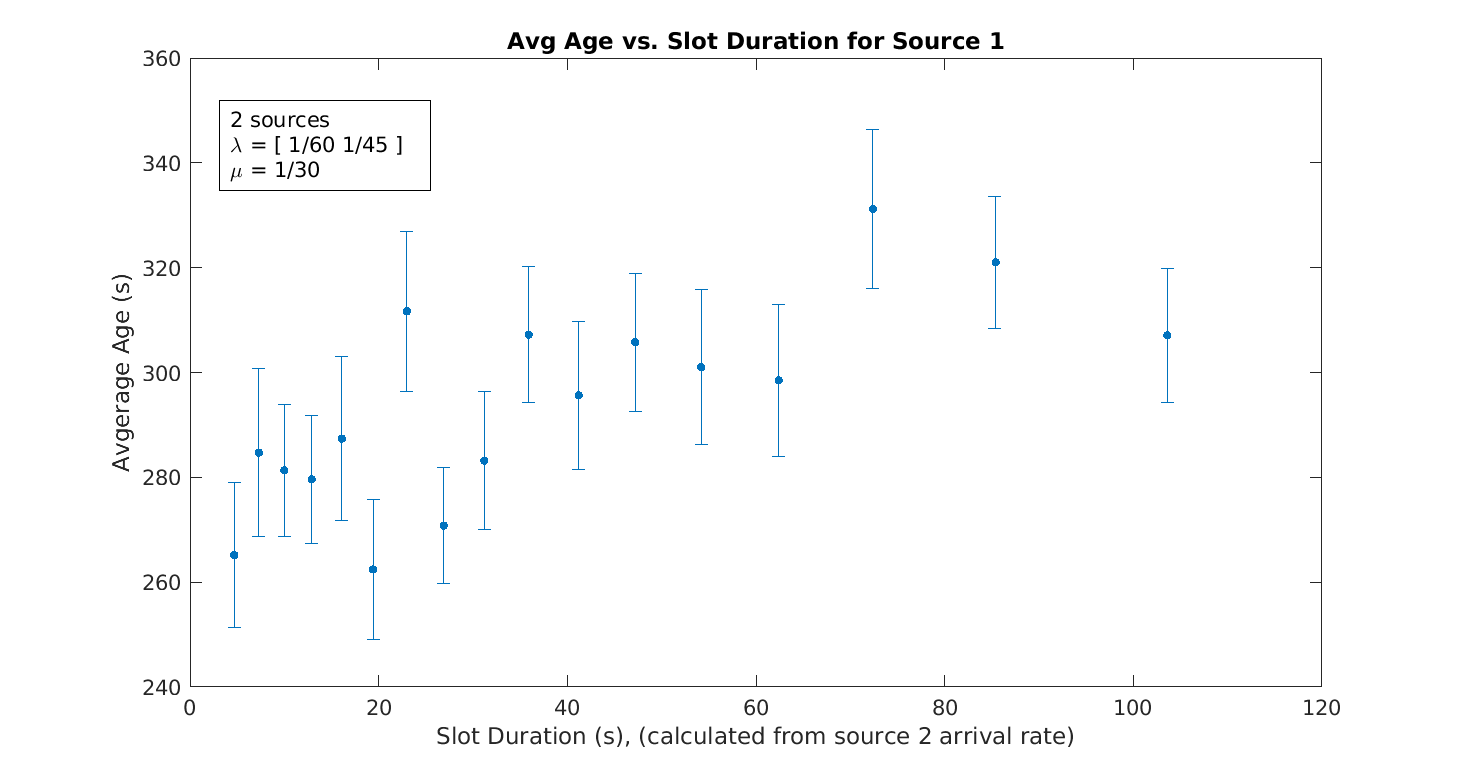 Avg Age vs. Slot Duration for Source 1
360
340
320
300
280
260
240
2 sources
λ = [ 1/60 1/45 ]
μ = 1/30
Avgerage Age (s)
0 20 40 60 80 100 120
Slot Duration (s), (calculated from source 2 arrival rate)